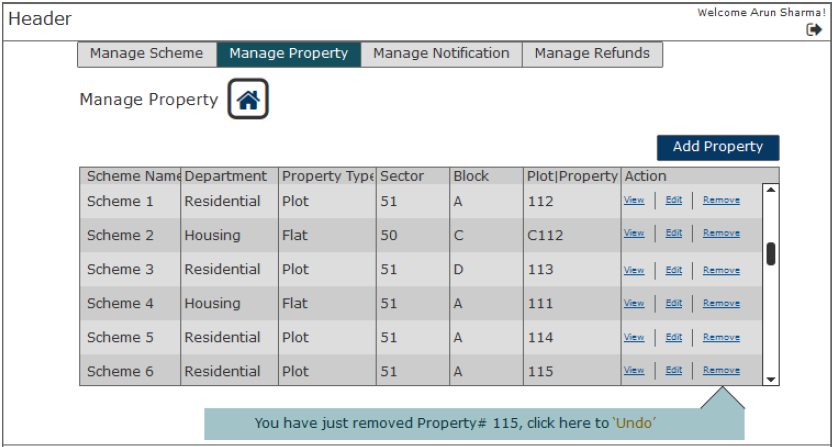 Welcome Arun Sharma!
Header
Manage Scheme Manage Property Manage Notification Manage Refunds
Manage Property
Add Property
Scheme Name Department Property Type Sector Block Plot|Property Action
Scheme 1 Residential Plot 51 A 112 View | Edit | Remove
Scheme 2 Housing Flat 50 C C112 View | Edit | Remove
Scheme 3 Residential Plot 51 D 113 View | Edit | Remove
Scheme 4 Housing Flat 51 A 111 View | Edit | Remove
Scheme 5 Residential Plot 51 A 114 View | Edit | Remove
Scheme 6 Residential Plot 51 A 115 View | Edit | Remove
You have just removed Property# 115, click here to `Undo´